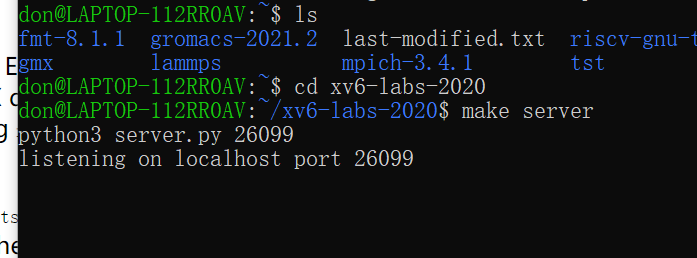 don@LAPTOP-112RR0AV:~$ ls
fmt-8.1.1 gromacs-2021.2 last-modified.txt riscv-gnu-t
gmx lammps mpich-3.4.1 tst
don@LAPTOP-112RR0AV:~$ cd xv6-labs-2020
don@LAPTOP-112RR0AV:~/xv6-labs-2020$ make server
python3 server.py 26099
listening on localhost port 26099